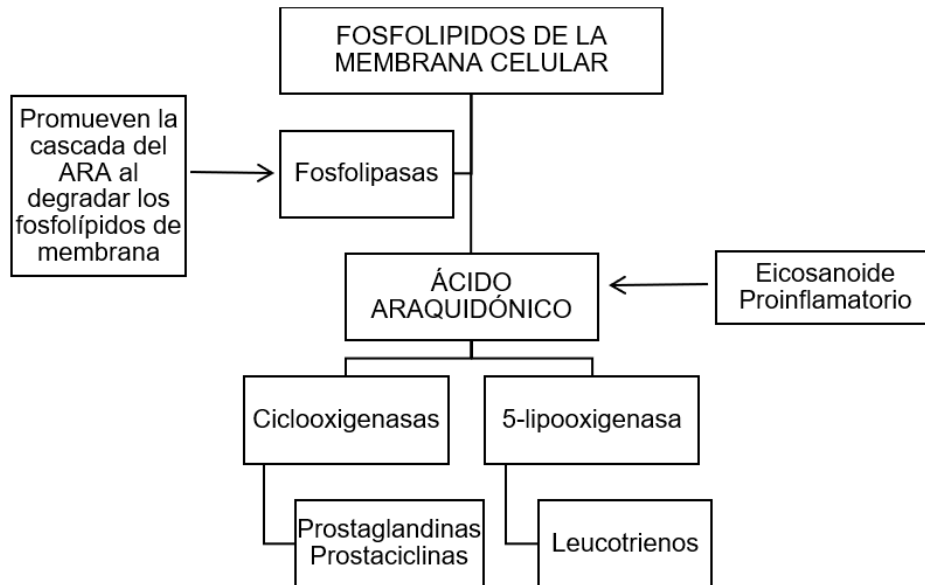 FOSFOLIPIDOS DE LA
MEMBRANA CELULAR
Promueven la
cascada del
ARA al
degradar los
fosfolípidos de
membrana
Fosfolipasas
ÁCIDO
ARAQUIDÓNICO
Eicosanoide
Proinflamatorio
Ciclooxigenasas
5-lipooxigenasa
Prostaglandinas
Prostaciclinas
Leucotrienos